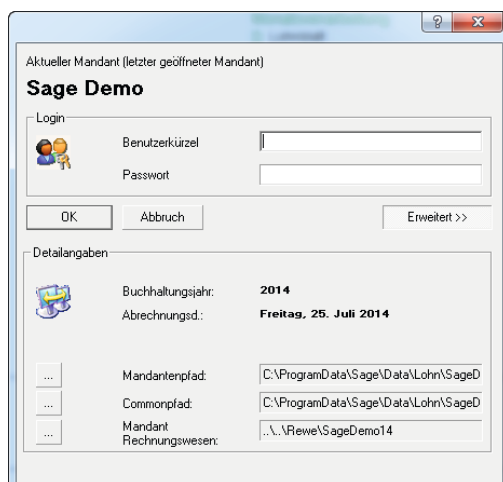 Aktueller Mandant (letzter geöffneter Mandant)
Sage Demo
Login
Benutzerkürzel
Passwort
OK
Abbruch
Erweitert >>
Detailangaben
Buchhaltungsjahr: 2014
Abrechnungsd.: Freitag, 25. Juli 2014
... Mandantenpfad: C:\ProgramData\Sage\Data\Lohn\SageD
... Commonpfad: C:\ProgramData\Sage\Data\Lohn\SageD
... Mandant
Rechnungswesen: ..\..\Rewe\SageDemo14